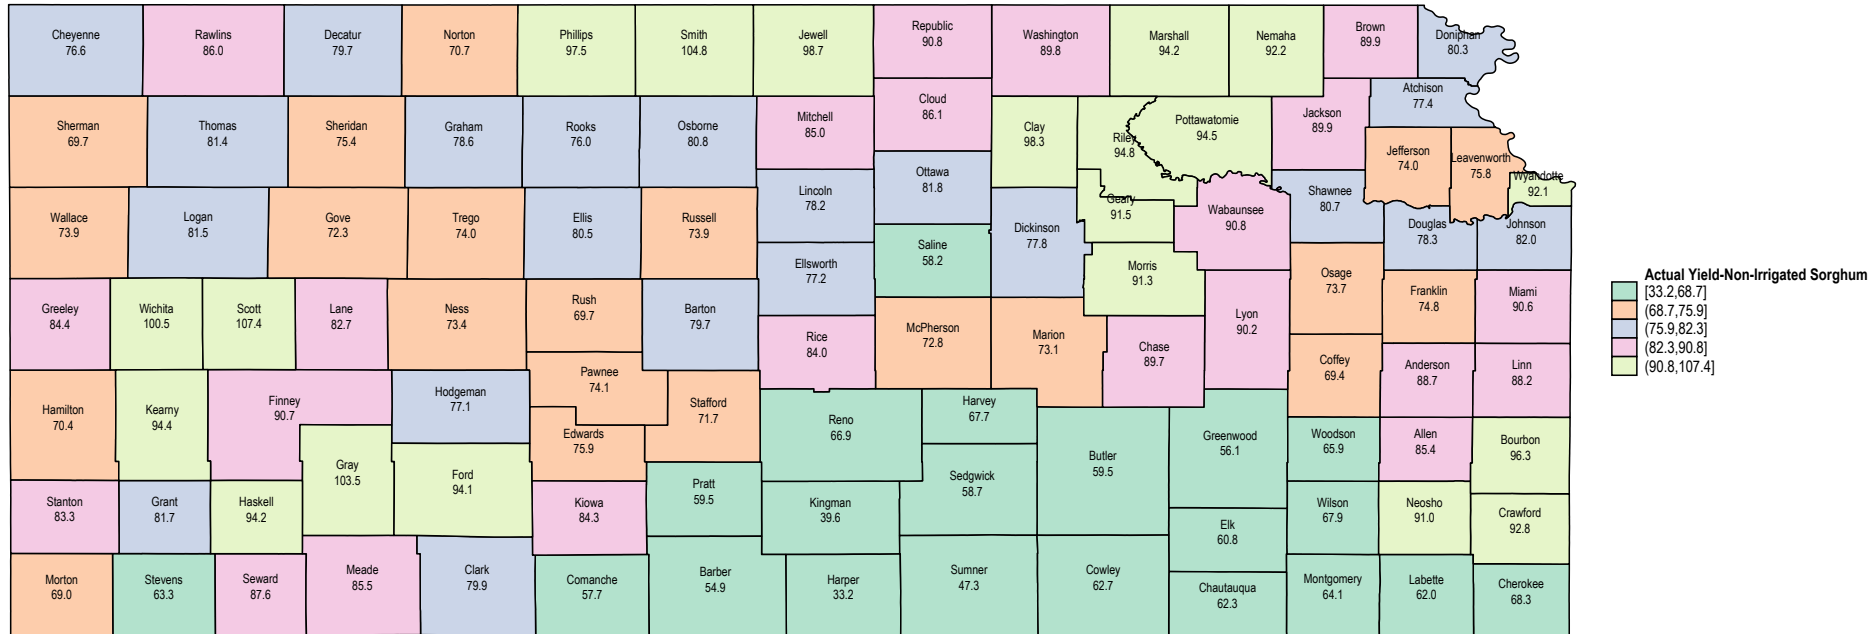 Cheyenne
76.6
Rawlins
86.0
Decatur
79.7
Norton
70.7
Phillips
97.5
Smith
104.8
Jewell
98.7
Republic
90.8
Washington
89.8
Marshall
94.2
Nemaha
92.2
Brown
89.9
Doniphan
80.3
Atchison
77.4
Sherman
69.7
Thomas
81.4
Sheridan
75.4
Graham
78.6
Rooks
76.0
Osborne
80.8
Mitchell
85.0
Cloud
86.1
Clay
98.3
Riley
94.8
Pottawatomie
94.5
Jackson
89.9
Jefferson
74.0
Leavenworth
75.8
Wyandotte
92.1
Wallace
73.9
Logan
81.5
Gove
72.3
Trego
74.0
Ellis
80.5
Russell
73.9
Lincoln
78.2
Ottawa
81.8
Saline
58.2
Dickinson
77.8
Geary
91.5
Wabaunsee
90.8
Shawnee
80.7
Douglas
78.3
Johnson
82.0
Ellsworth
77.2
Morris
91.3
Osage
73.7
Franklin
74.8
Miami
90.6
Greeley
84.4
Wichita
100.5
Scott
107.4
Lane
82.7
Ness
73.4
Rush
69.7
Barton
79.7
Rice
84.0
McPherson
72.8
Marion
73.1
Chase
89.7
Lyon
90.2
Coffey
69.4
Anderson
88.7
Linn
88.2
Hamilton
70.4
Kearny
94.4
Finney
90.7
Hodgeman
77.1
Pawnee
74.1
Stafford
71.7
Edwards
75.9
Reno
66.9
Harvey
67.7
Butler
59.5
Greenwood
56.1
Woodson
65.9
Allen
85.4
Bourbon
96.3
Gray
103.5
Ford
94.1
Pratt
59.5
Kingman
39.6
Sedgwick
58.7
Stanton
83.3
Grant
81.7
Haskell
94.2
Kiowa
84.3
Elk
60.8
Wilson
67.9
Neosho
91.0
Crawford
92.8
Morton
69.0
Stevens
63.3
Seward
87.6
Meade
85.5
Clark
79.9
Comanche
57.7
Barber
54.9
Harper
33.2
Sumner
47.3
Cowley
62.7
Chautauqua
62.3
Montgomery
64.1
Labette
62.0
Cherokee
68.3
Actual Yield-Non-Irrigated Sorghum
[33.2,68.7]
(68.7,75.9]
(75.9,82.3]
(82.3,90.8]
(90.8,107.4]